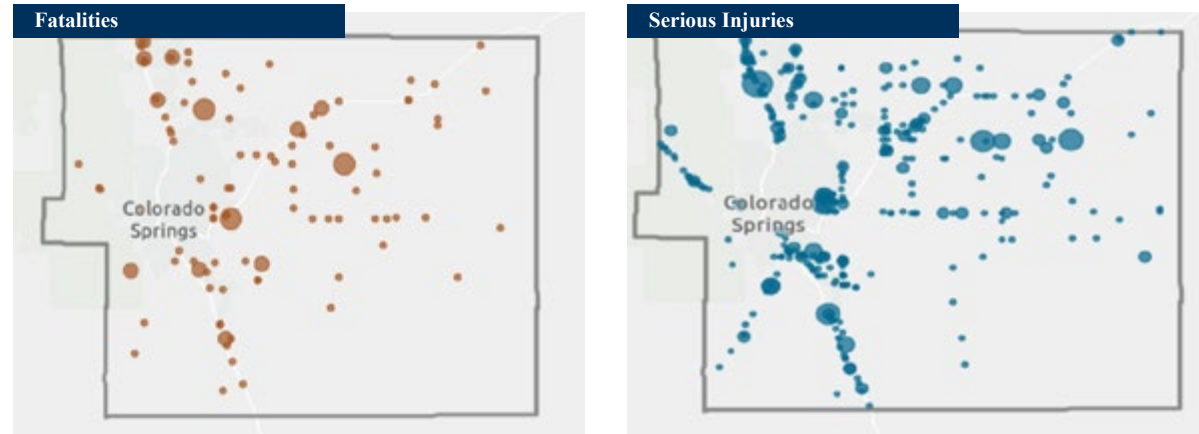 Fatalities
Serious Injuries
Colorado
Springs
Colorado
Springs